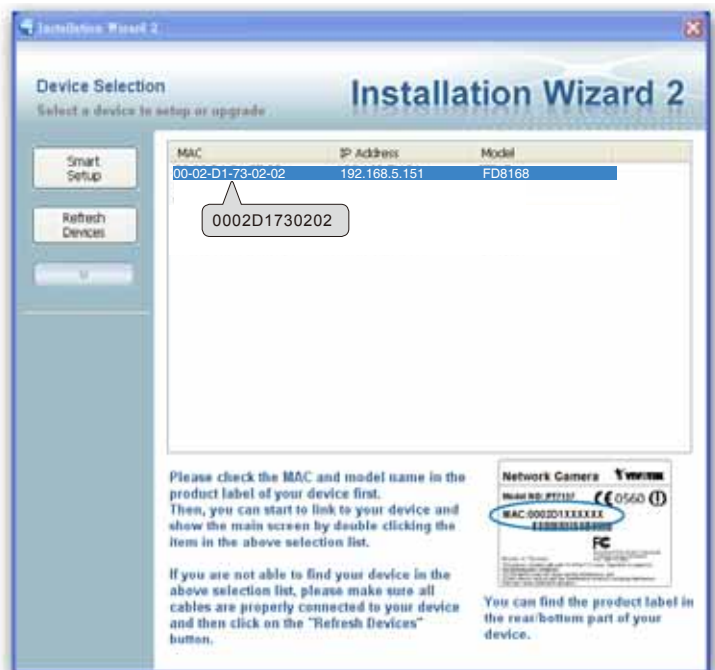 Installation Wizard 2
Device Selection
Select a device to setup or upgrade
Installation Wizard 2
Smart
Setup
Refresh
Devices
MAC IP Address Model
00-02-D1-73-02-02 192.168.5.151 FD8168
0002D1730202
Please check the MAC and model name in the
product label of your device first.
Then, you can start to link to your device and
show the main screen by double clicking the
item in the above selection list.
If you are not able to find your device in the
above selection list, please make sure all
cables are properly connected to your device
and then click on the "Refresh Devices"
button.
Network Camera
Model NO:
CE0560
MAC:0002D1XXXXXX
FC
You can find the product label in
the rear/bottom part of your
device.